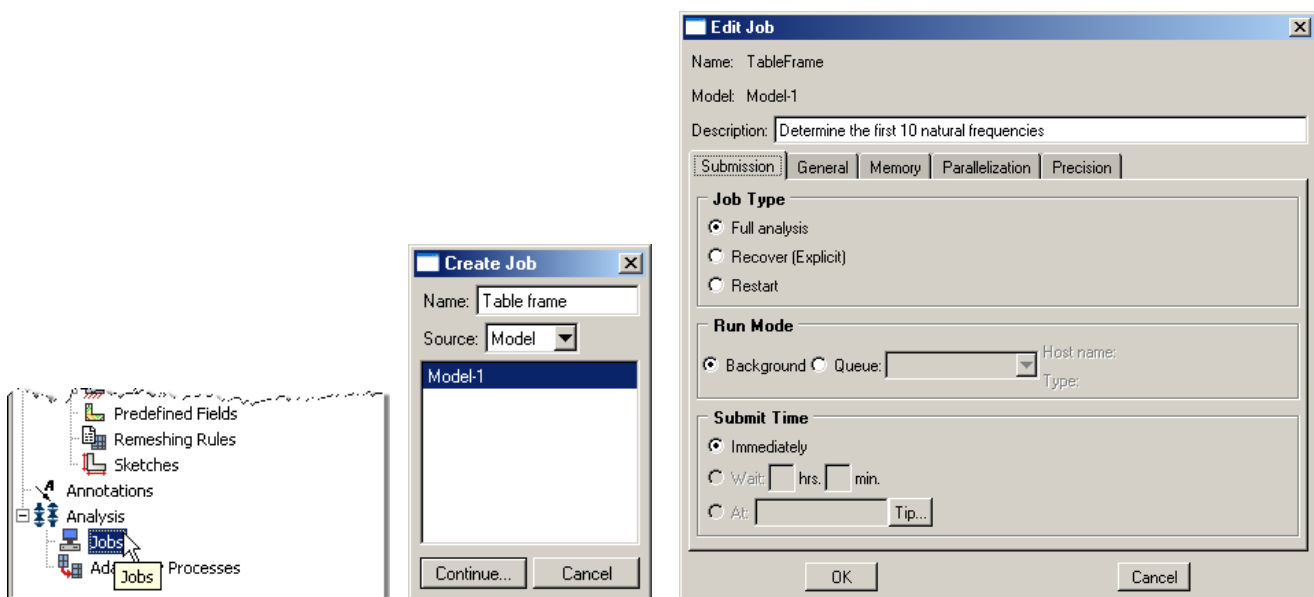 Predefined Fields
Remeshing Rules
Sketches
Annotations
Analysis
Jobs
Processes
Jobs
Create Job
Name: Table frame
Source: Model
Model-1
Continue... Cancel
Edit Job
Name: TableFrame
Model: Model-1
Description: Determine the first 10 natural frequencies
Submission General Memory Parallelization Precision
Job Type
Full analysis
Recover (Explicit)
Restart
Run Mode
Background Queue: Host name:
Type:
Submit Time
Immediately
Wait: hrs. min.
At: Tip...
OK Cancel